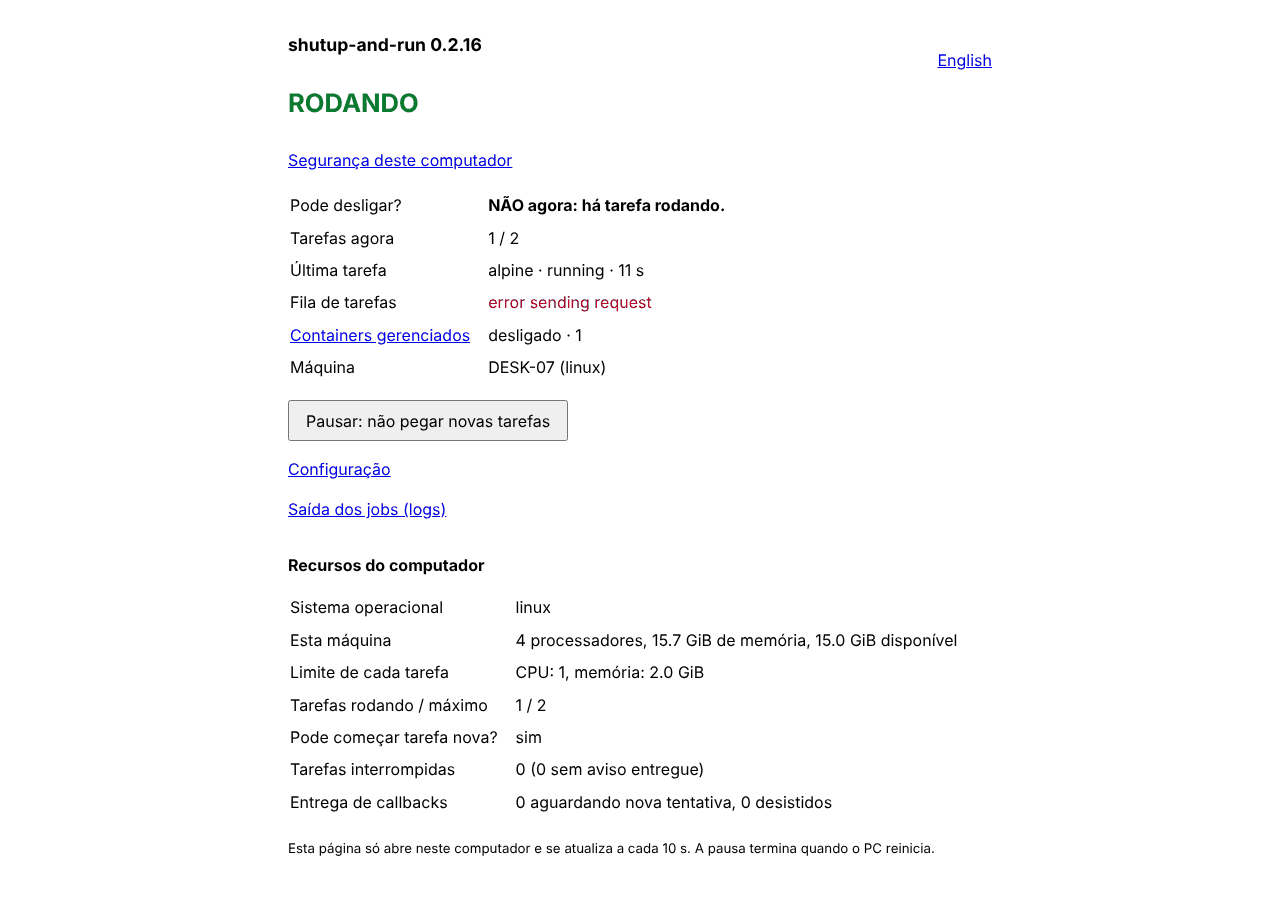 shutup-and-run 0.2.16
English
RODANDO
Segurança deste computador
Pode desligar? NÃO agora: há tarefa rodando.
Tarefas agora 1 / 2
Última tarefa alpine · running · 11 s
Fila de tarefas error sending request
Containers gerenciados desligado · 1
Máquina DESK-07 (linux)
Pausar: não pegar novas tarefas
Configuração
Saída dos jobs (logs)
Recursos do computador
Sistema operacional linux
Esta máquina 4 processadores, 15.7 GiB de memória, 15.0 GiB disponível
Limite de cada tarefa CPU: 1, memória: 2.0 GiB
Tarefas rodando / máximo 1 / 2
Pode começar tarefa nova? sim
Tarefas interrompidas 0 (0 sem aviso entregue)
Entrega de callbacks 0 aguardando nova tentativa, 0 desistidos
Esta página só abre neste computador e se atualiza a cada 10 s. A pausa termina quando o PC reinicia.